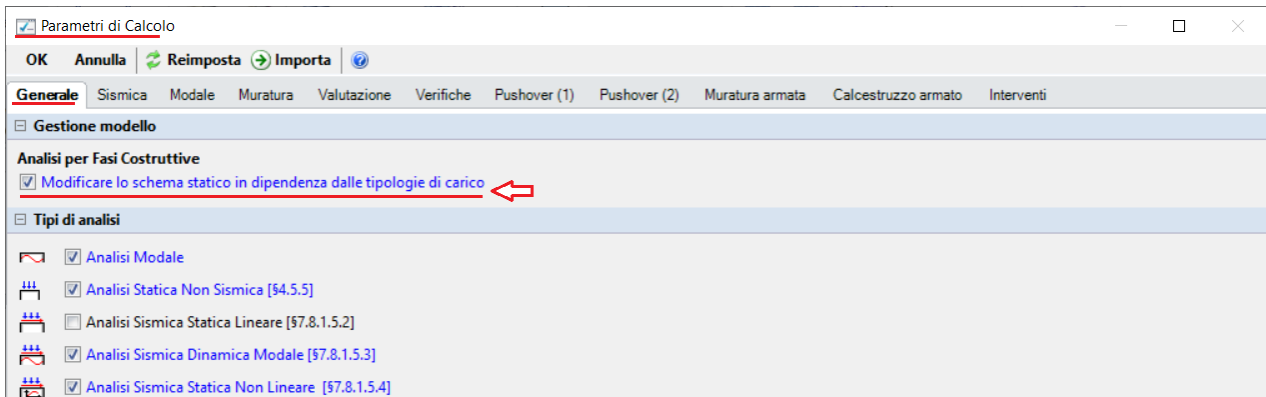 Parametri di Calcolo
OK Annulla Reimposta Importa
Generale Sismica Modale Muratura Valutazione Verifiche Pushover (1) Pushover (2) Muratura armata Calcestruzzo armato Interventi
Gestione modello
Analisi per Fasi Costruttive
Modificare lo schema statico in dipendenza dalle tipologie di carico
Tipi di analisi
Analisi Modale
Analisi Statica Non Sismica [§4.5.5]
Analisi Sismica Statica Lineare [§7.8.1.5.2]
Analisi Sismica Dinamica Modale [§7.8.1.5.3]
Analisi Sismica Statica Non Lineare [§7.8.1.5.4]